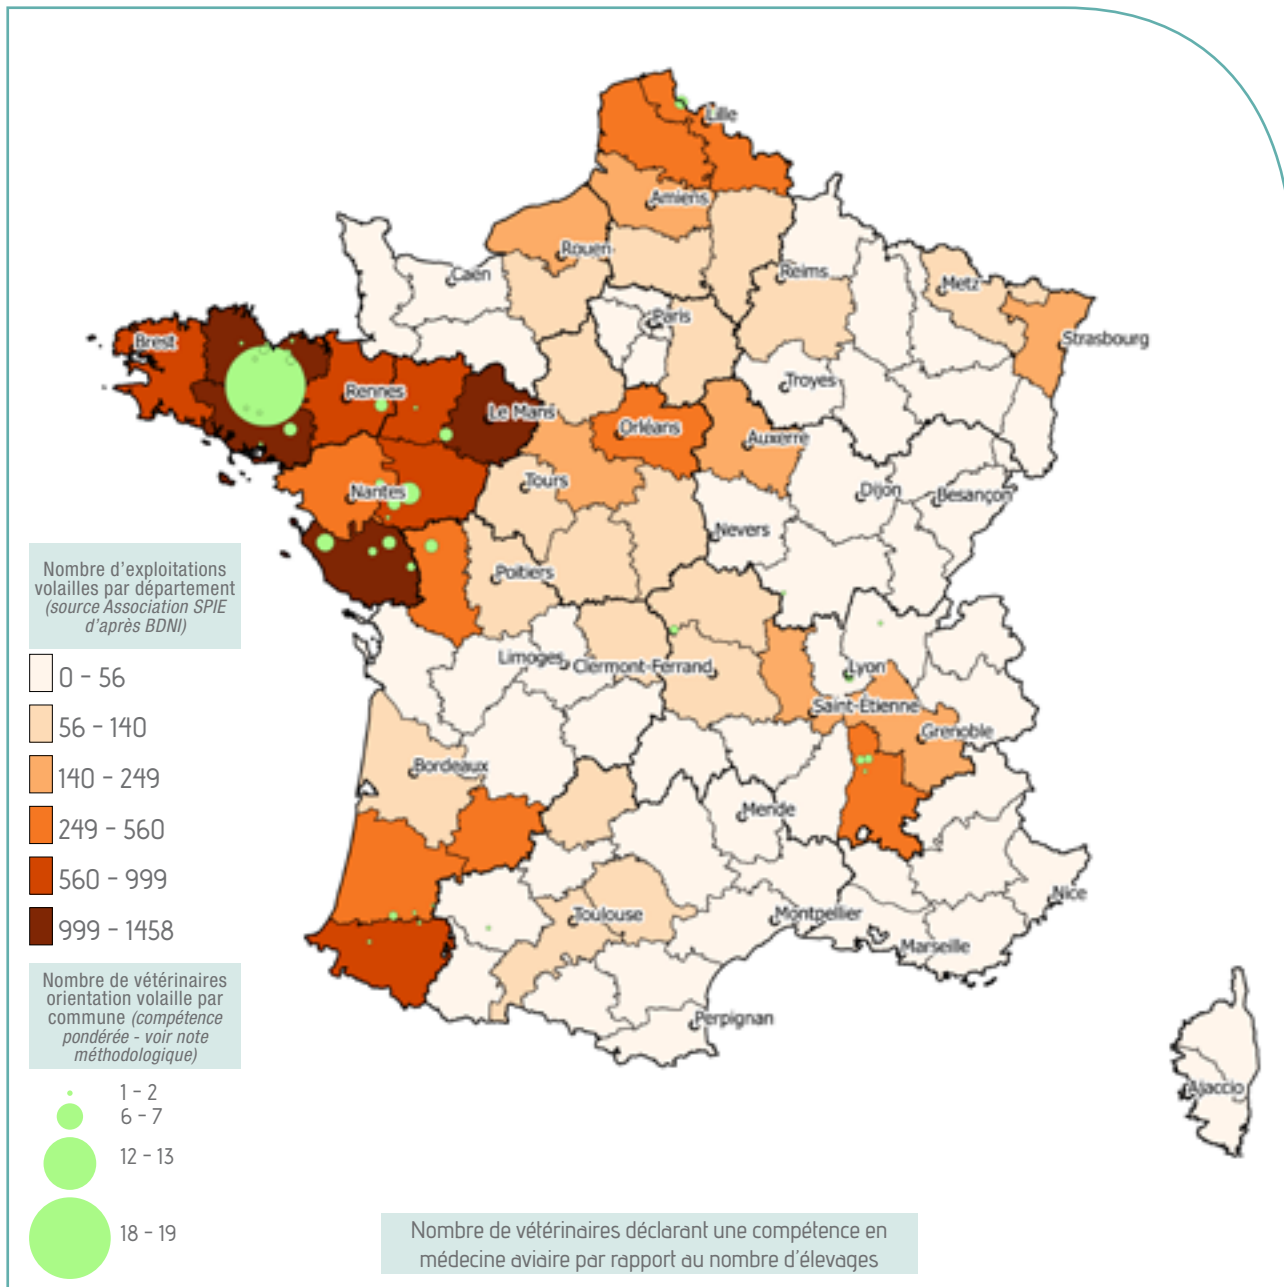 Lille
Amiens
Rouen
Caen
Reims
Metz
Paris
Strasbourg
Brest
Rennes
Troyes
Le Mans
Orléans
Auxerre
Tours
Nantes
Dijon
Besançon
Nevers
Nombre d'exploitations
volailles par département
(source Association SPIE
d'après BDNI)
Poitiers
0 - 56
56 - 140
140 - 249
249 - 560
560 - 999
999 - 1458
Limoges
Clermont-Ferrand
Lyon
Saint-Étienne
Grenoble
Bordeaux
Mende
Nice
Toulouse
Montpellier
Marseille
Perpignan
Ajaccio
Nombre de vétérinaires
orientation volaille par
commune (compétence
pondérée - voir note
méthodologique)
1 - 2
6 - 7
12 - 13
18 - 19
Nombre de vétérinaires déclarant une compétence en
médecine aviaire par rapport au nombre d'élevages